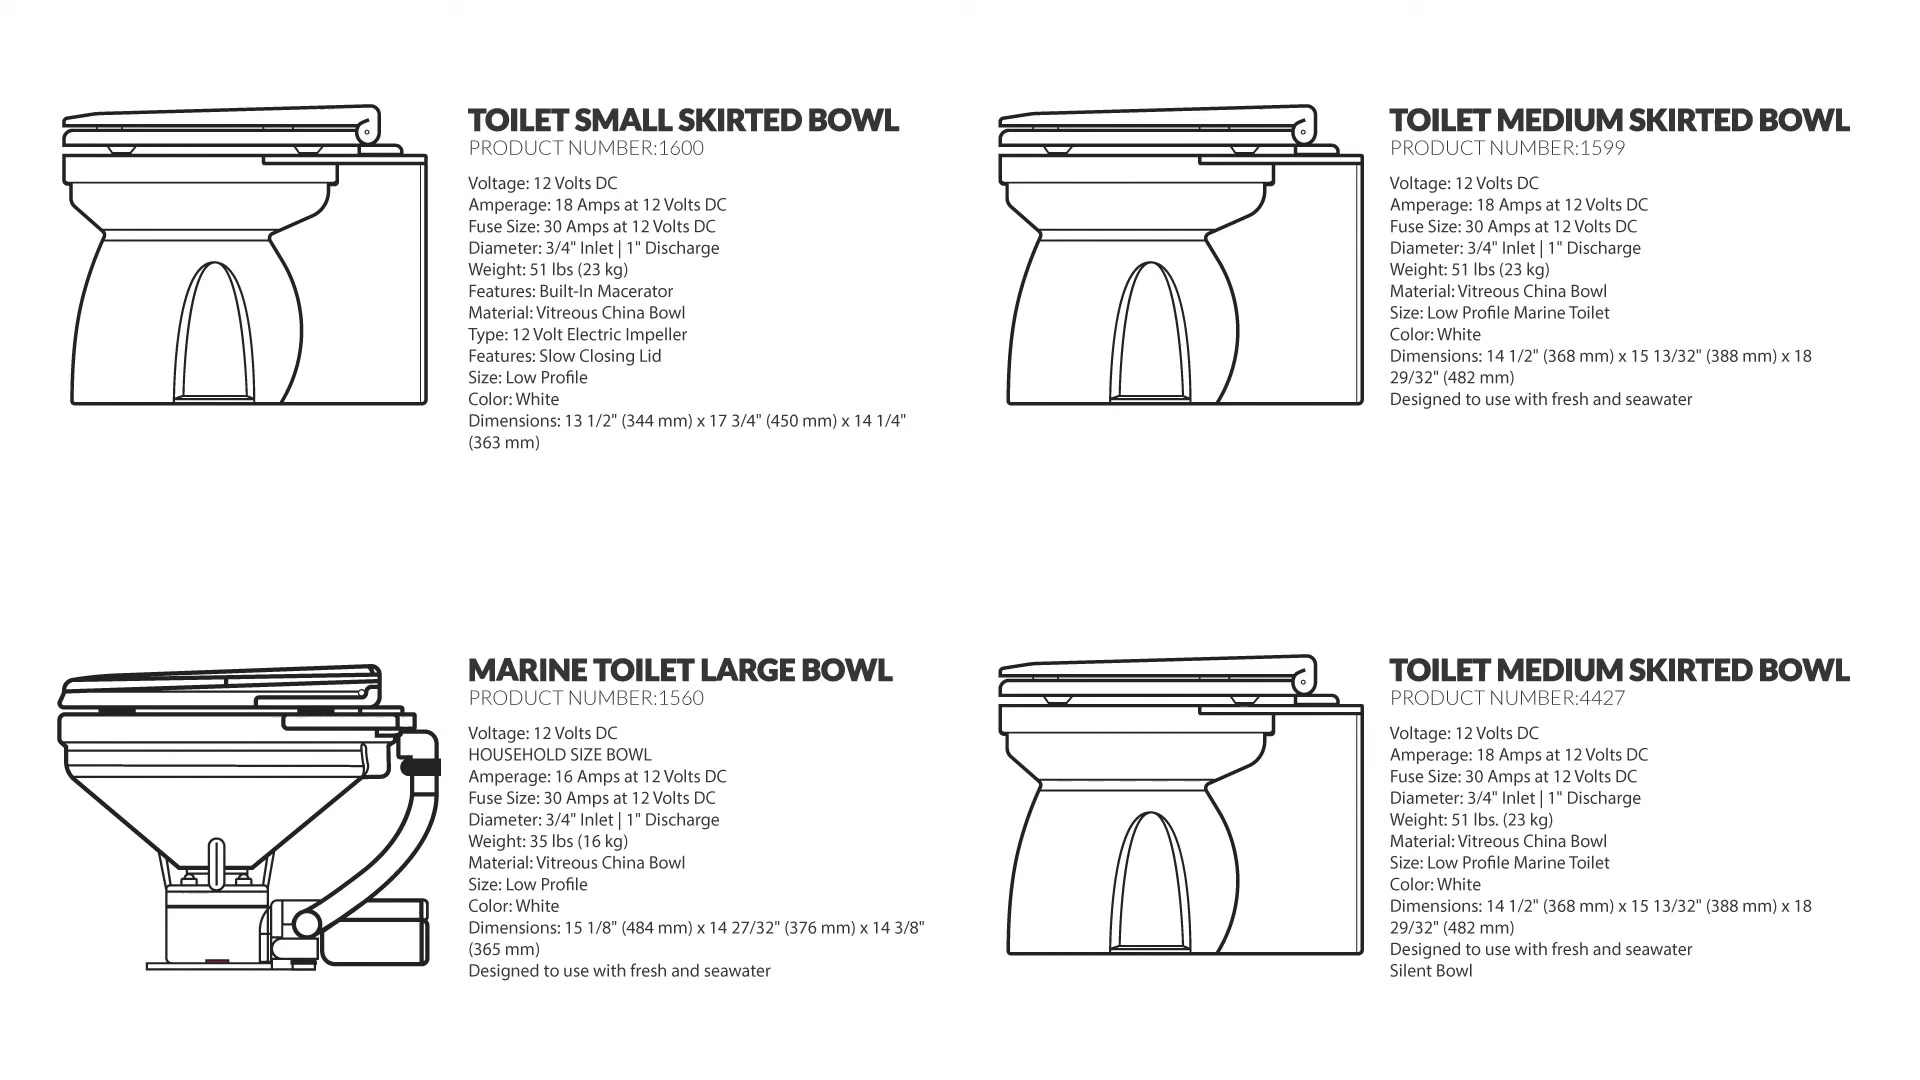 TOILET SMALL SKIRTED BOWL
PRODUCT NUMBER:1600
Voltage: 12 Volts DC
Amperage: 18 Amps at 12 Volts DC
Fuse Size: 30 Amps at 12 Volts DC
Diameter: 3/4" Inlet | 1" Discharge
Weight: 51 lbs (23 kg)
Features: Built-In Macerator
Material: Vitreous China Bowl
Type: 12 Volt Electric Impeller
Features: Slow Closing Lid
Size: Low Profile
Color: White
Dimensions: 13 1/2" (344 mm) x 17 3/4" (450 mm) x 14 1/4"
(363 mm)
TOILET MEDIUM SKIRTED BOWL
PRODUCT NUMBER:1599
Voltage: 12 Volts DC
Amperage: 18 Amps at 12 Volts DC
Fuse Size: 30 Amps at 12 Volts DC
Diameter: 3/4" Inlet | 1" Discharge
Weight: 51 lbs (23 kg)
Material: Vitreous China Bowl
Size: Low Profile Marine Toilet
Color: White
Dimensions: 14 1/2" (368 mm) x 15 13/32" (388 mm) x 18
29/32" (482 mm)
Designed to use with fresh and seawater
MARINE TOILET LARGE BOWL
PRODUCT NUMBER:1560
Voltage: 12 Volts DC
HOUSEHOLD SIZE BOWL
Amperage: 16 Amps at 12 Volts DC
Fuse Size: 30 Amps at 12 Volts DC
Diameter: 3/4" Inlet | 1" Discharge
Weight: 35 lbs (16 kg)
Material: Vitreous China Bowl
Size: Low Profile
Color: White
Dimensions: 15 1/8" (484 mm) x 14 27/32" (376 mm) x 14 3/8"
(365 mm)
Designed to use with fresh and seawater
TOILET MEDIUM SKIRTED BOWL
PRODUCT NUMBER:4427
Voltage: 12 Volts DC
Amperage: 18 Amps at 12 Volts DC
Fuse Size: 30 Amps at 12 Volts DC
Diameter: 3/4" Inlet | 1" Discharge
Weight: 51 lbs. (23 kg)
Material: Vitreous China Bowl
Size: Low Profile Marine Toilet
Color: White
Dimensions: 14 1/2" (368 mm) x 15 13/32" (388 mm) x 18
29/32" (482 mm)
Designed to use with fresh and seawater
Silent Bowl